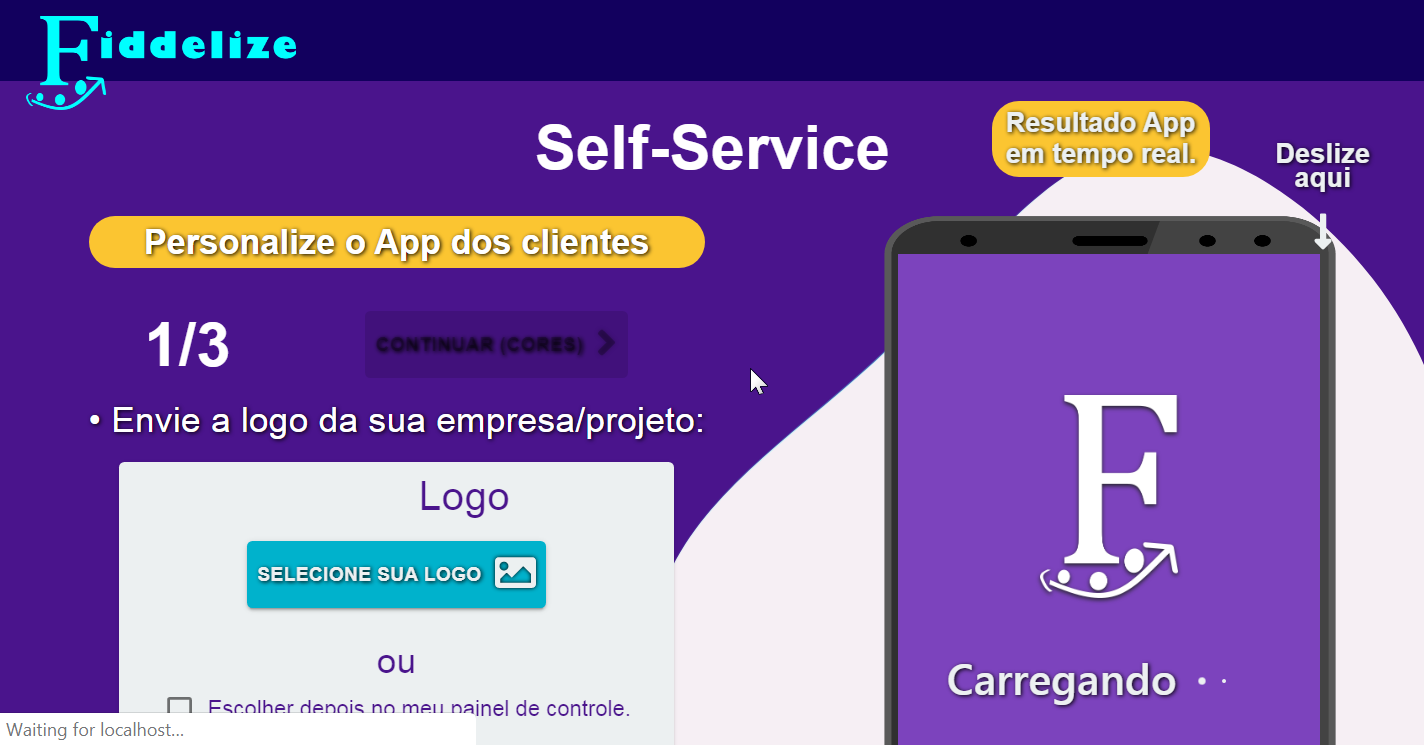 Fiddelize
Self-Service
Resultado App
em tempo real.
Deslize
aqui
Personalize o App dos clientes
1/3
CONTINUAR (CORES)
• Envie a logo da sua empresa/projeto:
Logo
SELECIONE SUA LOGO
ou
Escolher depois no meu painel de controle.
F
Carregando
Waiting for localhost...